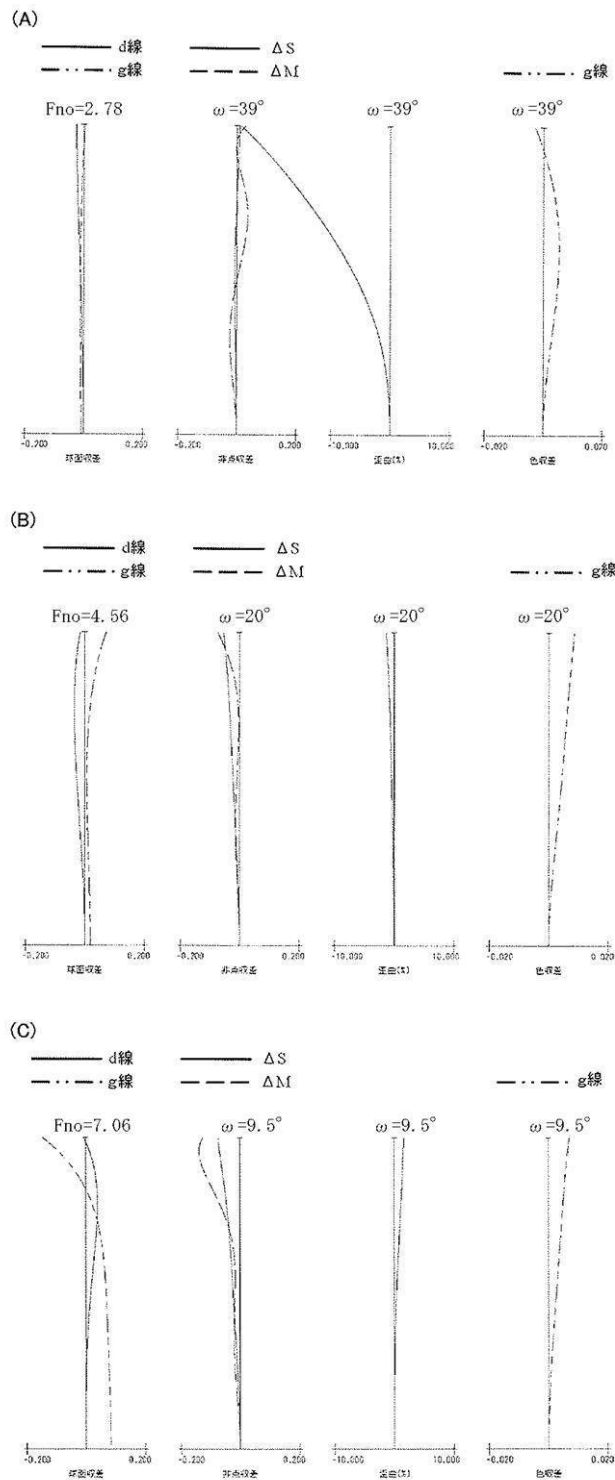 (A)
d線 ΔS
g線 ΔM g線
Fno=2.78 ω=39° ω=39° ω=39°
-0.200 0.200 -0.200 0.200 -10.000 10.000 -0.020 0.020
球面収差 非点収差 歪曲(%) 色収差
(B)
d線 ΔS
g線 ΔM g線
Fno=4.56 ω=20° ω=20° ω=20°
-0.200 0.200 -0.200 0.200 -10.000 10.000 -0.020 0.020
球面収差 非点収差 歪曲(%) 色収差
(C)
d線 ΔS
g線 ΔM g線
Fno=7.06 ω=9.5° ω=9.5° ω=9.5°
-0.200 0.200 -0.200 0.200 -10.000 10.000 -0.020 0.020
球面収差 非点収差 歪曲(%) 色収差